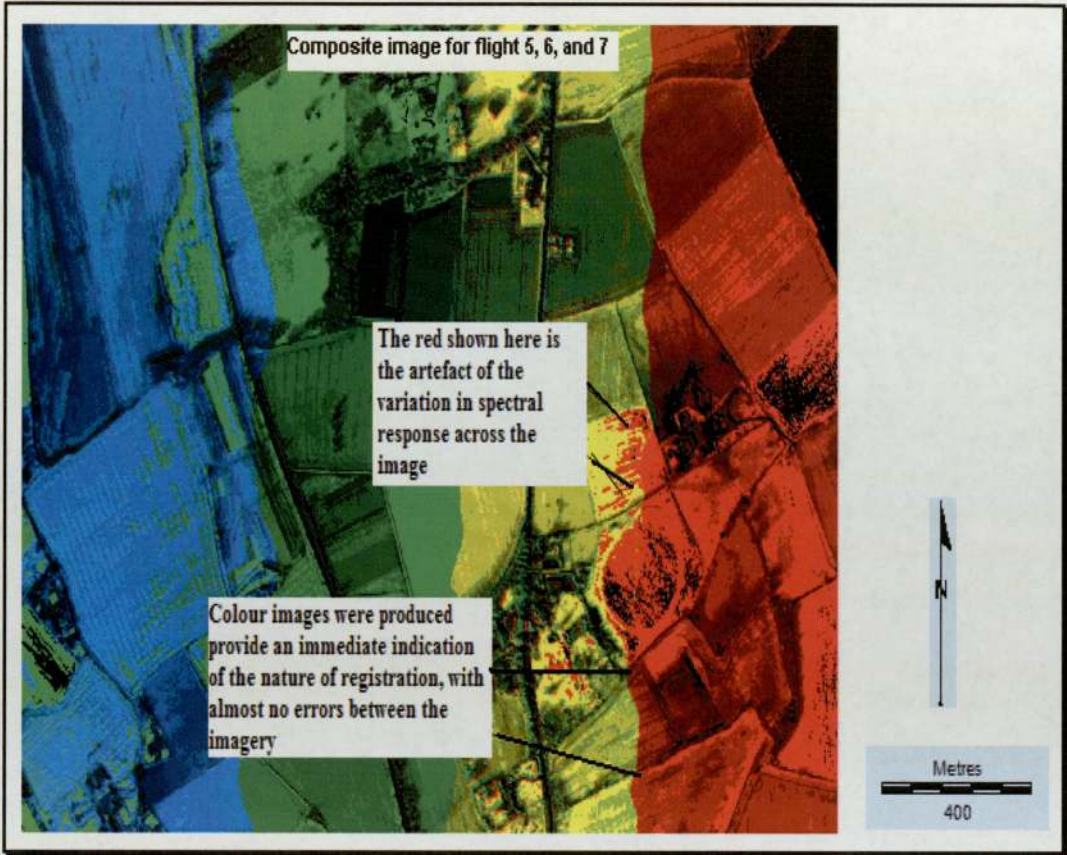 Composite image for flight 5, 6, and 7
The red shown here is
the artefact of the
variation in spectral
response across the
image
Colour images were produced
provide an immediate indication
of the nature of registration, with
almost no errors between the
imagery
N
Metres
400